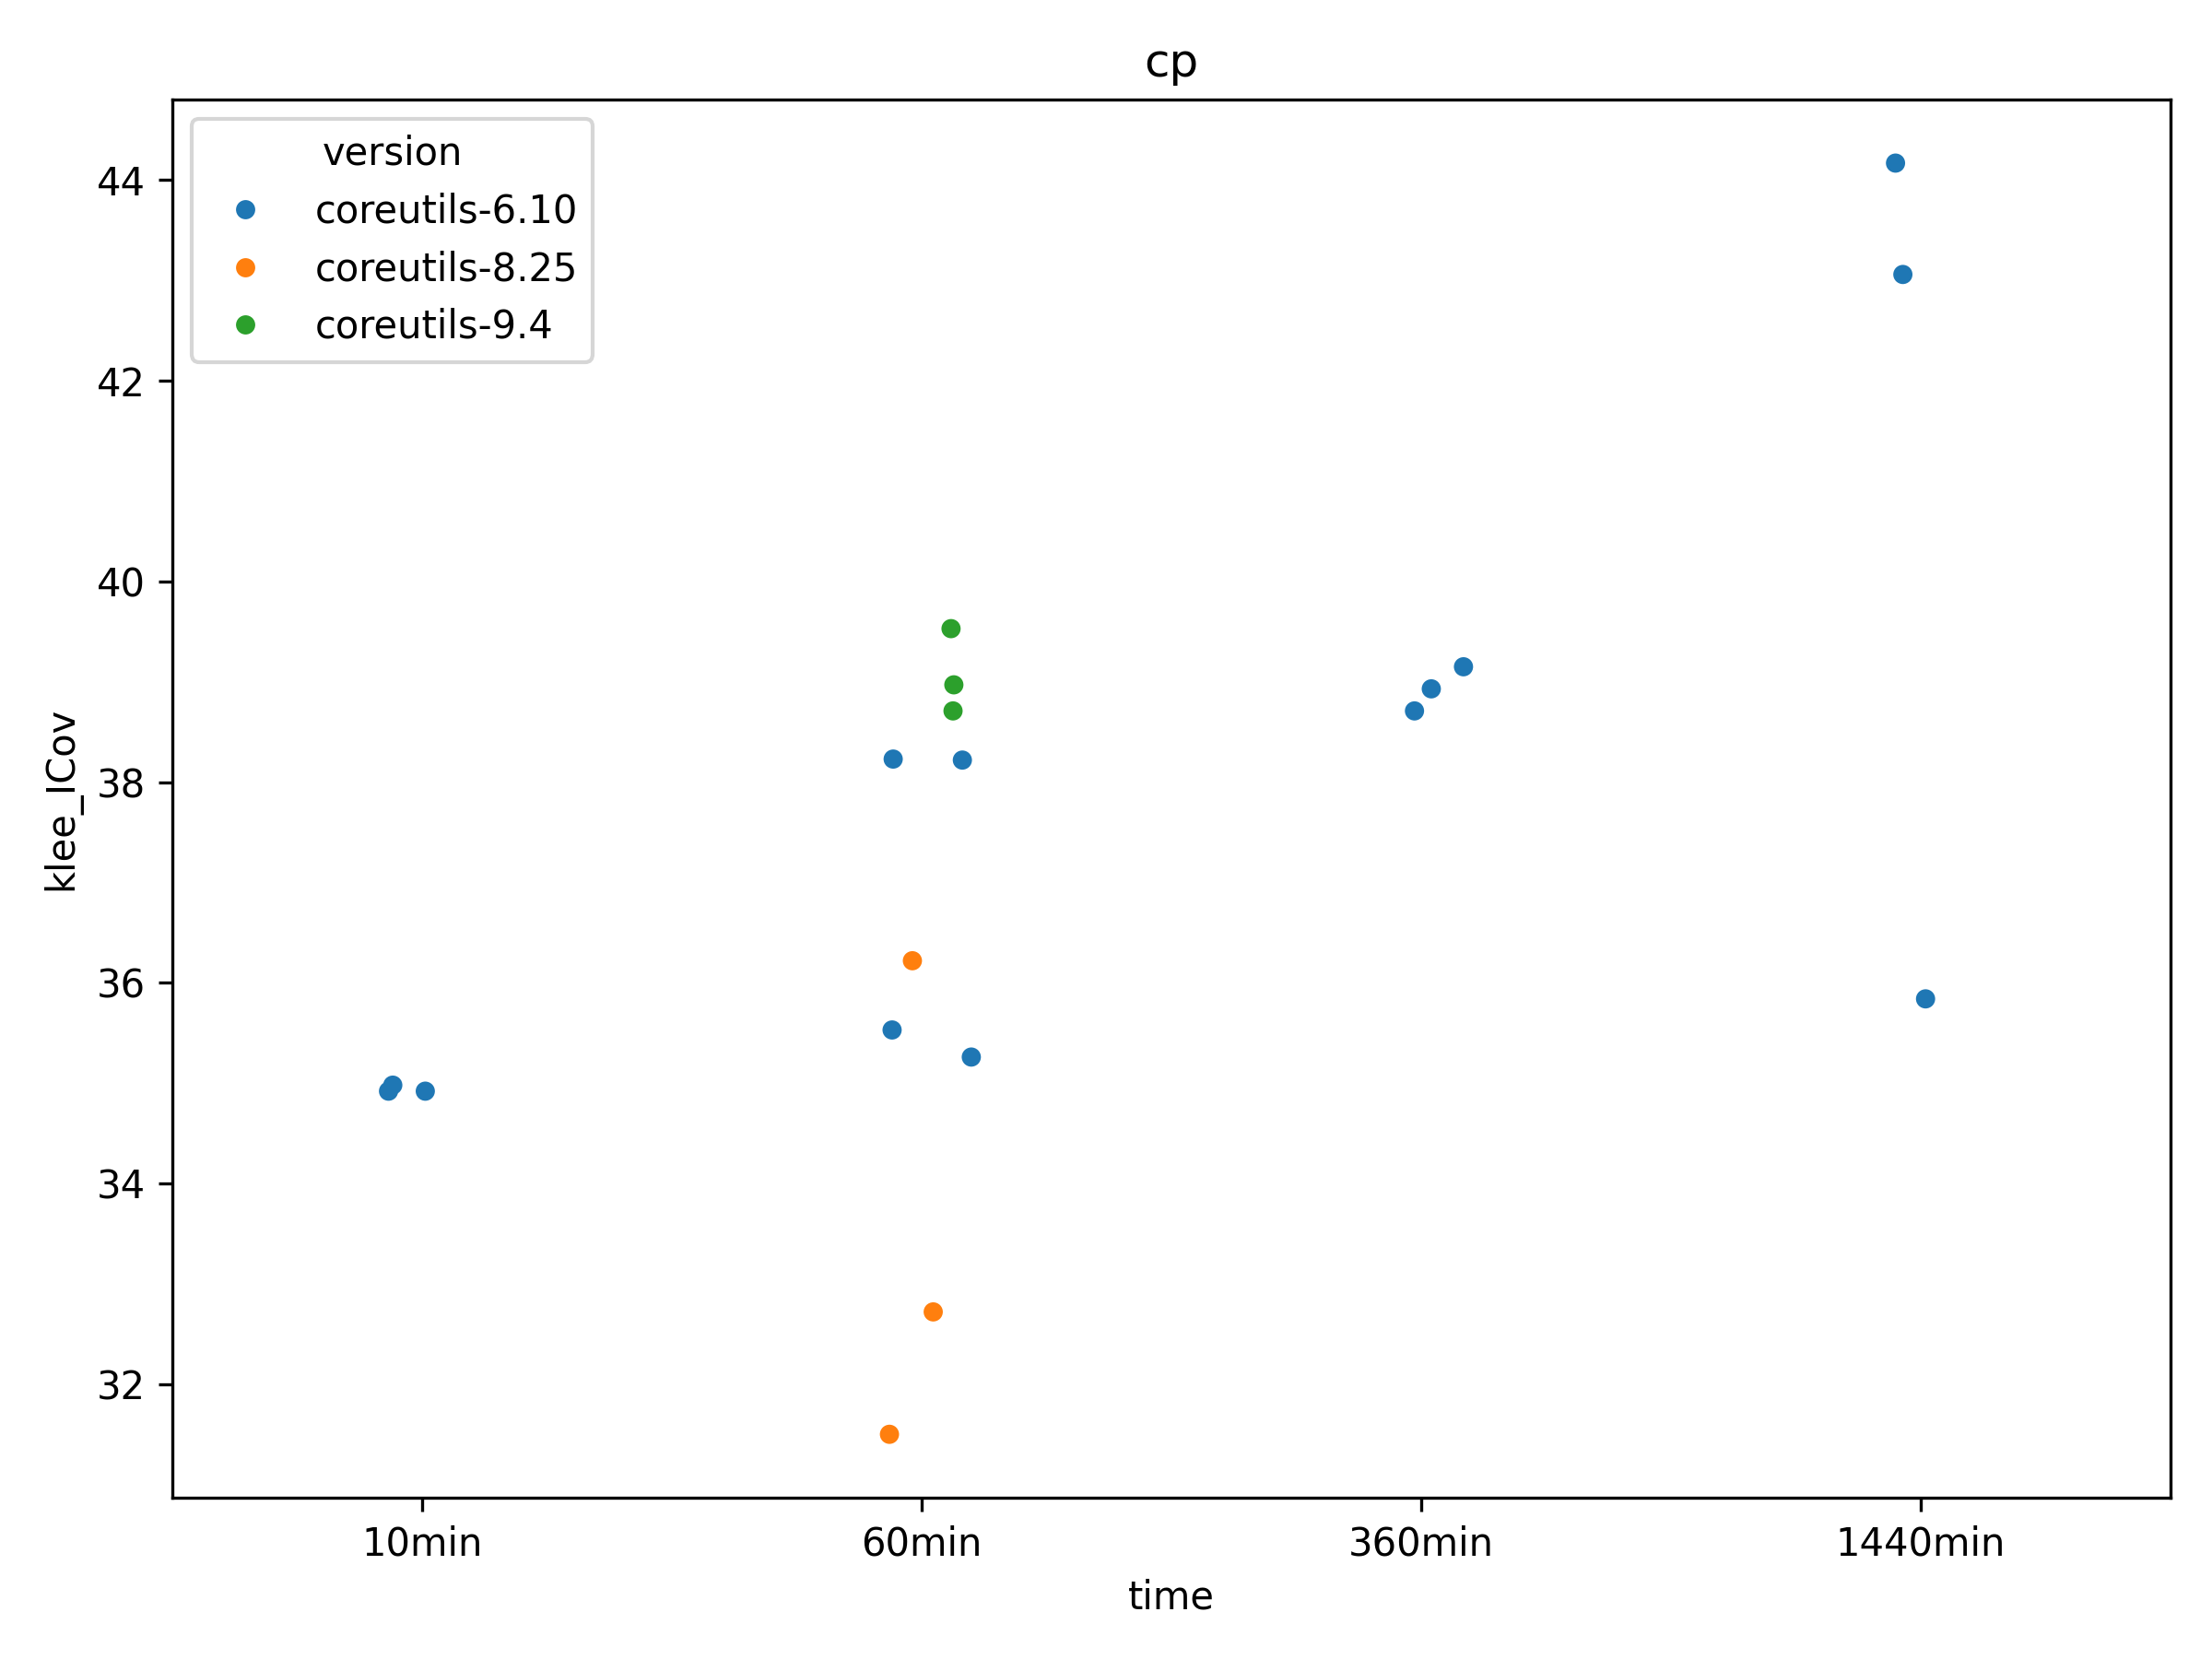 cp
version
coreutils-6.10
coreutils-8.25
coreutils-9.4
klee_ICov
44
42
40
38
36
34
32
10min
60min
360min
1440min
time